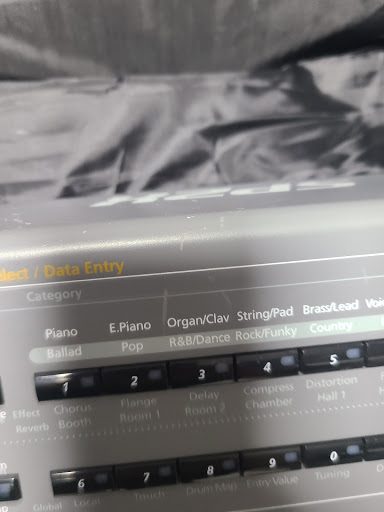 / Data Entry
Category
Piano E.Piano Organ/Clav String/Pad Brass/Lead
Ballad Pop R&B/Dance Rock/Funky Country
1 2 3 4 5
Effect Chorus Flange Delay Compress Distortion
Reverb Booth Room 1 Room 2 Chamber Hall 1
6 7 8 9 0
Global Local Touch Drum Map Entry Value Tuning